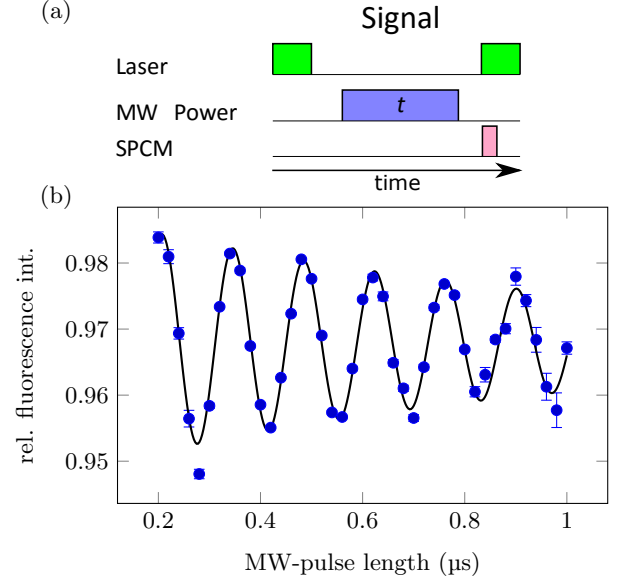 (a)
Signal
Laser
MW Power
t
SPCM
time
(b)
rel. fluorescence int.
0.98
0.97
0.96
0.95
0.2 0.4 0.6 0.8 1
MW-pulse length (µs)